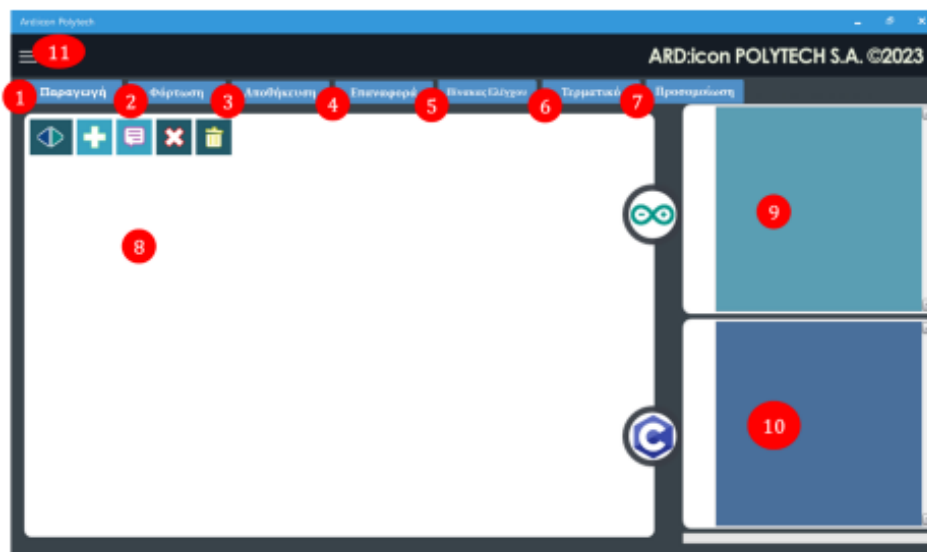 Ardicon Polytech
11
ARD:icon POLYTECH S.A. ©2023
1 Παραγωγή 2 Φόρτωση 3 Αποθήκευση 4 Επαναφορά 5 Πίνακας Ελέγχου 6 Τερματικό 7 Προσομοίωση
9
8
C
10